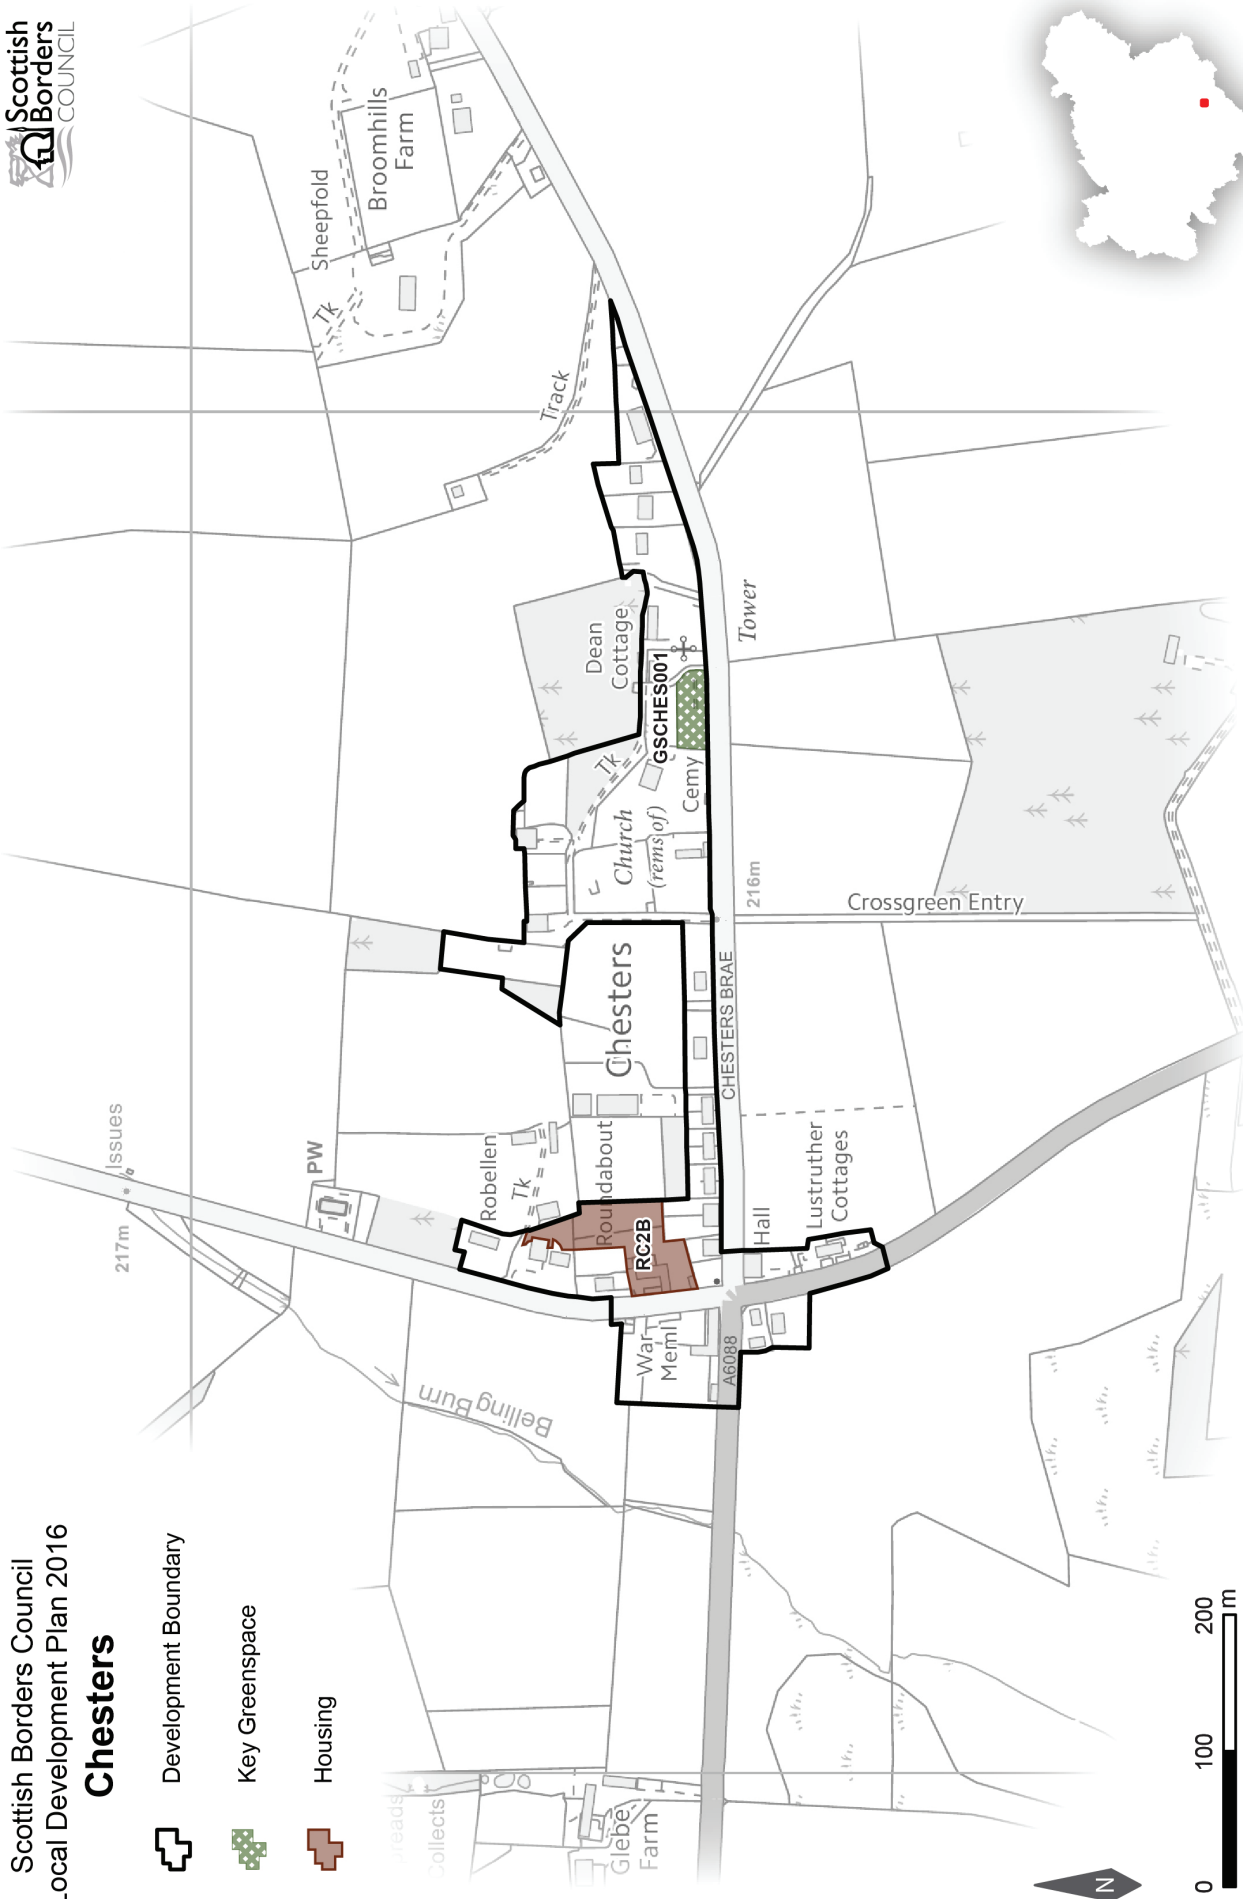 Scottish Borders Council
Local Development Plan 2016
Chesters
Development Boundary
Key Greenspace
Housing
Scottish
Borders
COUNCIL
217m
Issues
PW
Sheepfold
Broomhills
Farm
Tk
Track
Robellen
Tk
Belling Burn
Roundabout
RC2B
War
Meml
Chesters
Dean
Cottage
Tk
GSCHES001
Church
(rems of)
Cemy
Tower
A6088
CHESTERS BRAE
216m
Hall
Lustruther
Cottages
Crossgreen Entry
Collects
Glebe
Farm
N
0
100
200
m